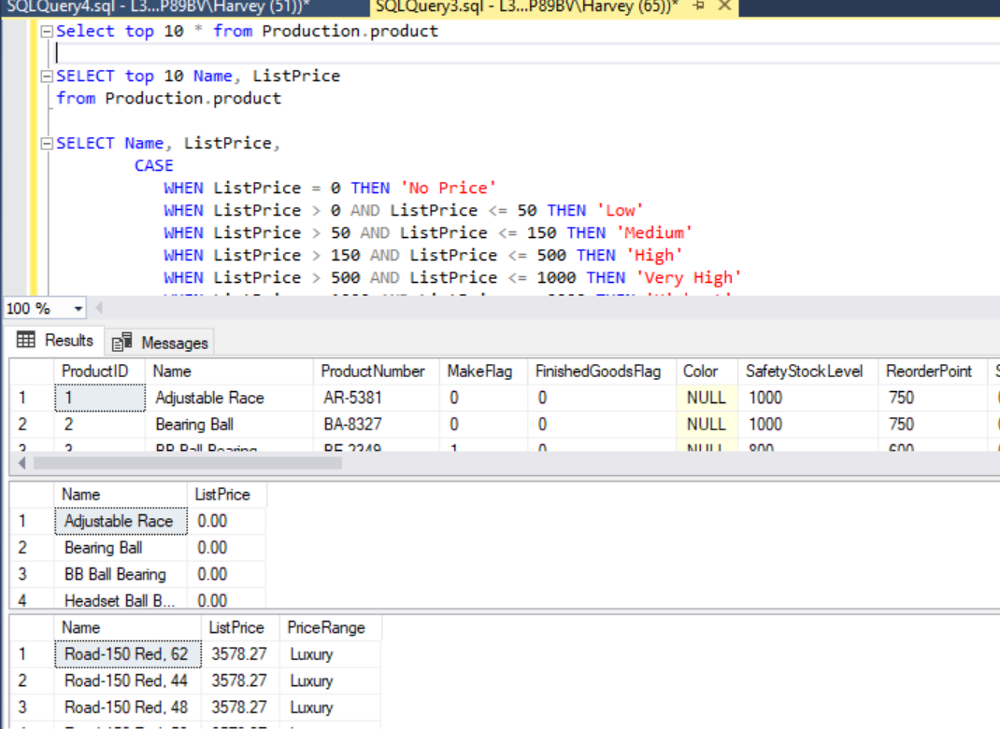 SQLQuery4.sql - L3...P89BV\Harvey (51))* SQLQuery3.sql - L3...P89BV\Harvey (65))*
Select top 10 * from Production.product
SELECT top 10 Name, ListPrice
from Production.product
SELECT Name, ListPrice,
CASE
WHEN ListPrice = 0 THEN 'No Price'
WHEN ListPrice > 0 AND ListPrice <= 50 THEN 'Low'
WHEN ListPrice > 50 AND ListPrice <= 150 THEN 'Medium'
WHEN ListPrice > 150 AND ListPrice <= 500 THEN 'High'
WHEN ListPrice > 500 AND ListPrice <= 1000 THEN 'Very High'
100 %
Results Messages
ProductID Name ProductNumber MakeFlag FinishedGoodsFlag Color SafetyStockLevel ReorderPoint
1 1 Adjustable Race AR-5381 0 0 NULL 1000 750
2 2 Bearing Ball BA-8327 0 0 NULL 1000 750
3 3 BB Ball Bearing BE-2349 1 0 NULL 800 600
Name ListPrice
1 Adjustable Race 0.00
2 Bearing Ball 0.00
3 BB Ball Bearing 0.00
4 Headset Ball B... 0.00
Name ListPrice PriceRange
1 Road-150 Red, 62 3578.27 Luxury
2 Road-150 Red, 44 3578.27 Luxury
3 Road-150 Red, 48 3578.27 Luxury